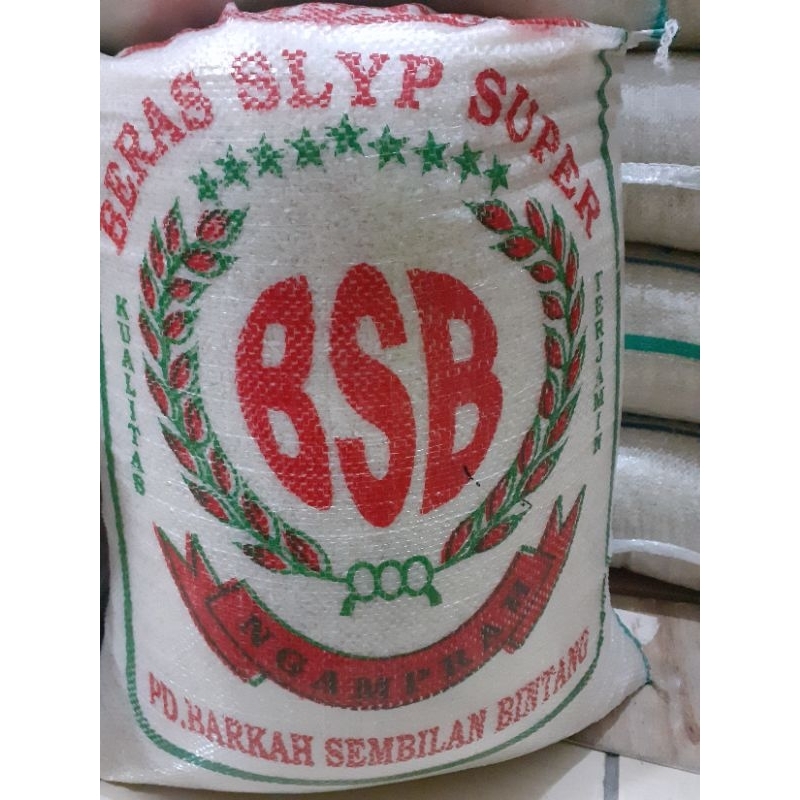 BERAS SLYP SUPER
KUALITAS
TERJAMIN
BSB
NGAMPRAH
PD.BARKAH SEMBILAN BINTANG